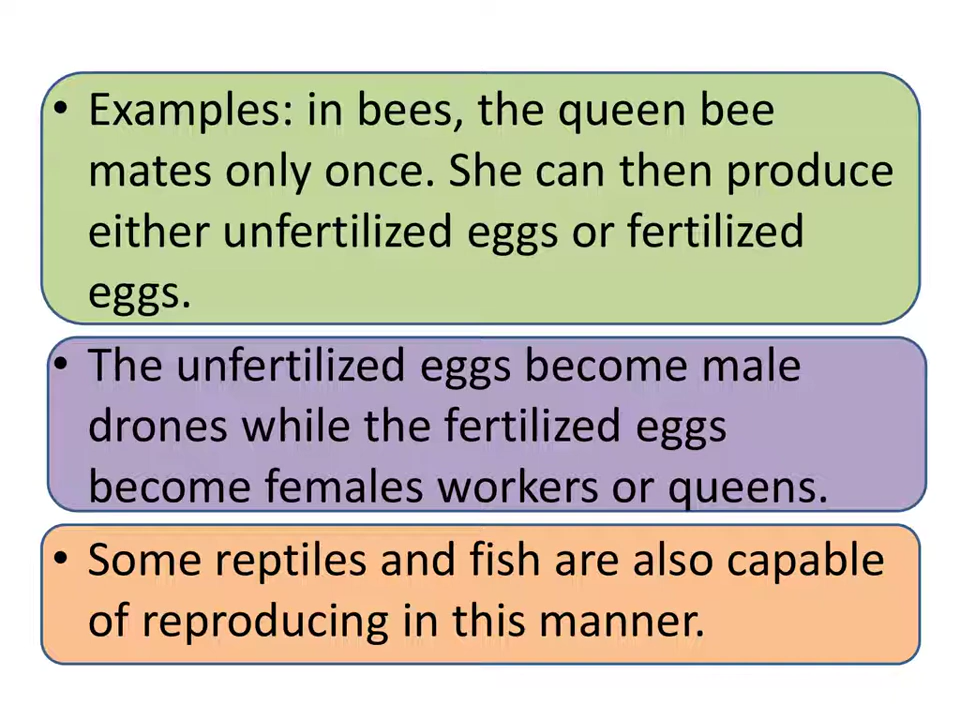 • Examples: in bees, the queen bee
mates only once. She can then produce
either unfertilized eggs or fertilized
eggs.
• The unfertilized eggs become male
drones while the fertilized eggs
become females workers or queens.
• Some reptiles and fish are also capable
of reproducing in this manner.